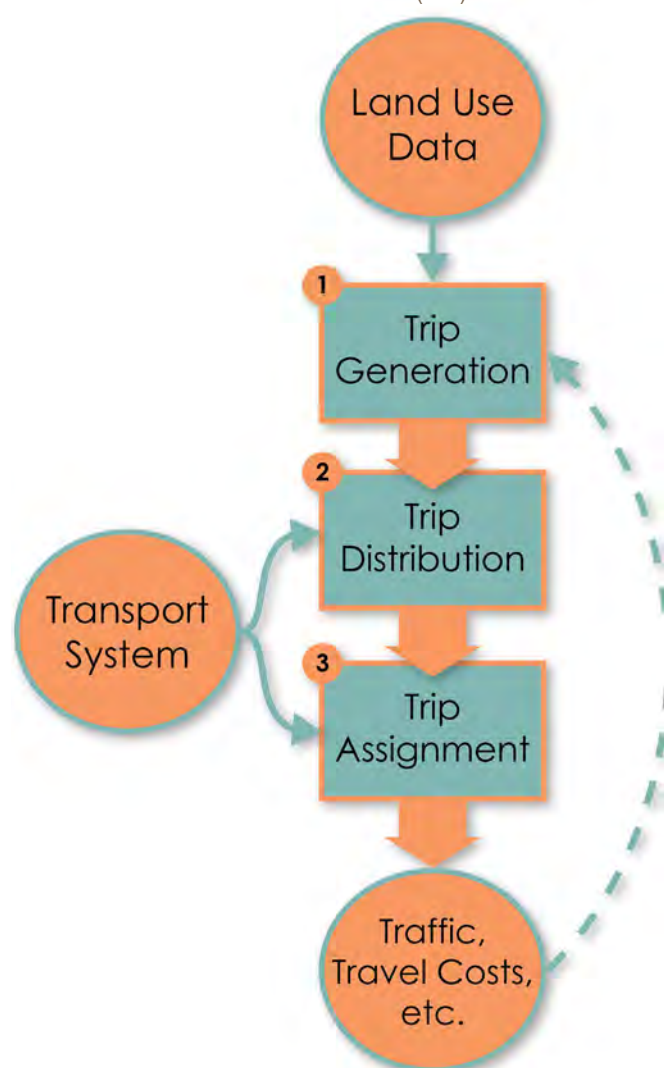 Land Use
Data
1
Trip
Generation
2
Trip
Distribution
Transport
System
3
Trip
Assignment
Traffic,
Travel Costs,
etc.